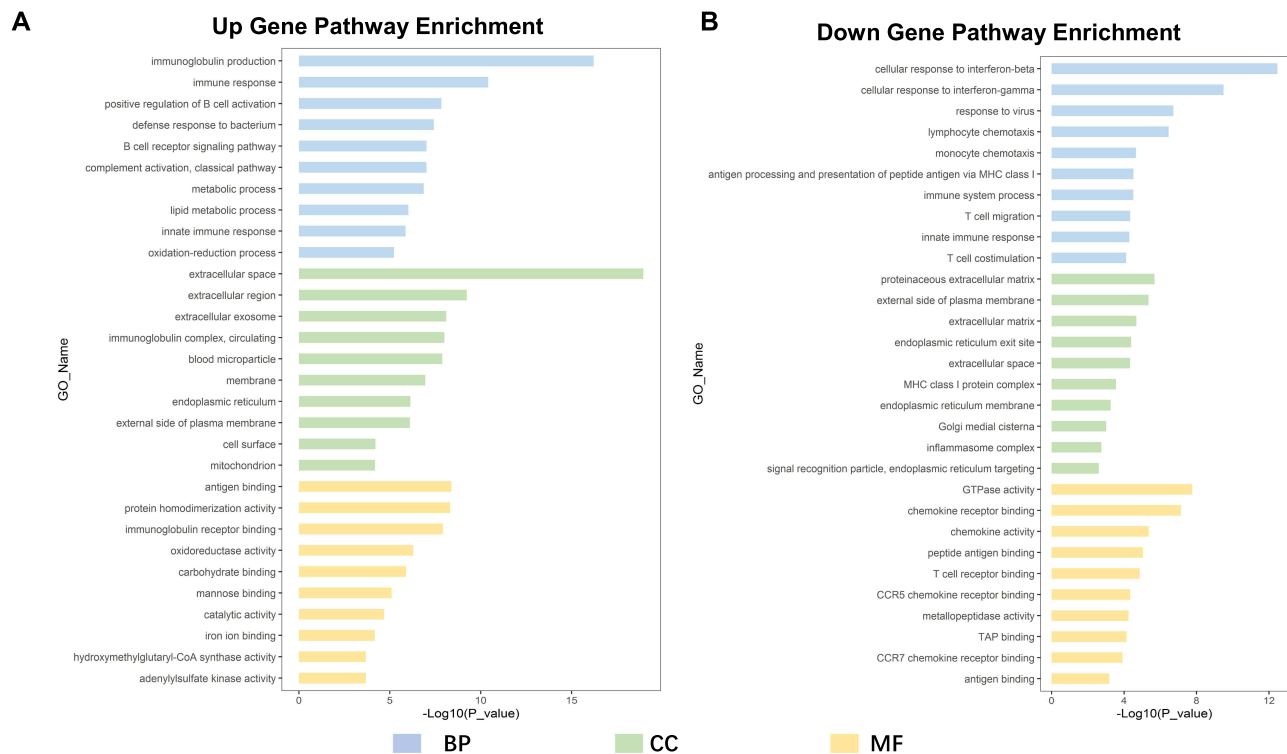 A
Up Gene Pathway Enrichment
immunoglobulin production
immune response
positive regulation of B cell activation
defense response to bacterium
B cell receptor signaling pathway
complement activation, classical pathway
metabolic process
lipid metabolic process
innate immune response
oxidation-reduction process
extracellular space
extracellular region
extracellular exosome
immunoglobulin complex, circulating
blood microparticle
membrane
endoplasmic reticulum
external side of plasma membrane
cell surface
mitochondrion
antigen binding
protein homodimerization activity
immunoglobulin receptor binding
oxidoreductase activity
carbohydrate binding
mannose binding
catalytic activity
iron ion binding
hydroxymethylglutaryl-CoA synthase activity
adenylylsulfate kinase activity
GO_Name
0 5 10 15
-Log10(P_value)
B
Down Gene Pathway Enrichment
cellular response to interferon-beta
cellular response to interferon-gamma
response to virus
lymphocyte chemotaxis
monocyte chemotaxis
antigen processing and presentation of peptide antigen via MHC class I
immune system process
T cell migration
innate immune response
T cell costimulation
proteinaceous extracellular matrix
external side of plasma membrane
extracellular matrix
endoplasmic reticulum exit site
extracellular space
MHC class I protein complex
endoplasmic reticulum membrane
Golgi medial cisterna
inflammasome complex
signal recognition particle, endoplasmic reticulum targeting
GTPase activity
chemokine receptor binding
chemokine activity
peptide antigen binding
T cell receptor binding
CCR5 chemokine receptor binding
metallopeptidase activity
TAP binding
CCR7 chemokine receptor binding
antigen binding
GO_Name
0 4 8 12
-Log10(P_value)
BP CC MF